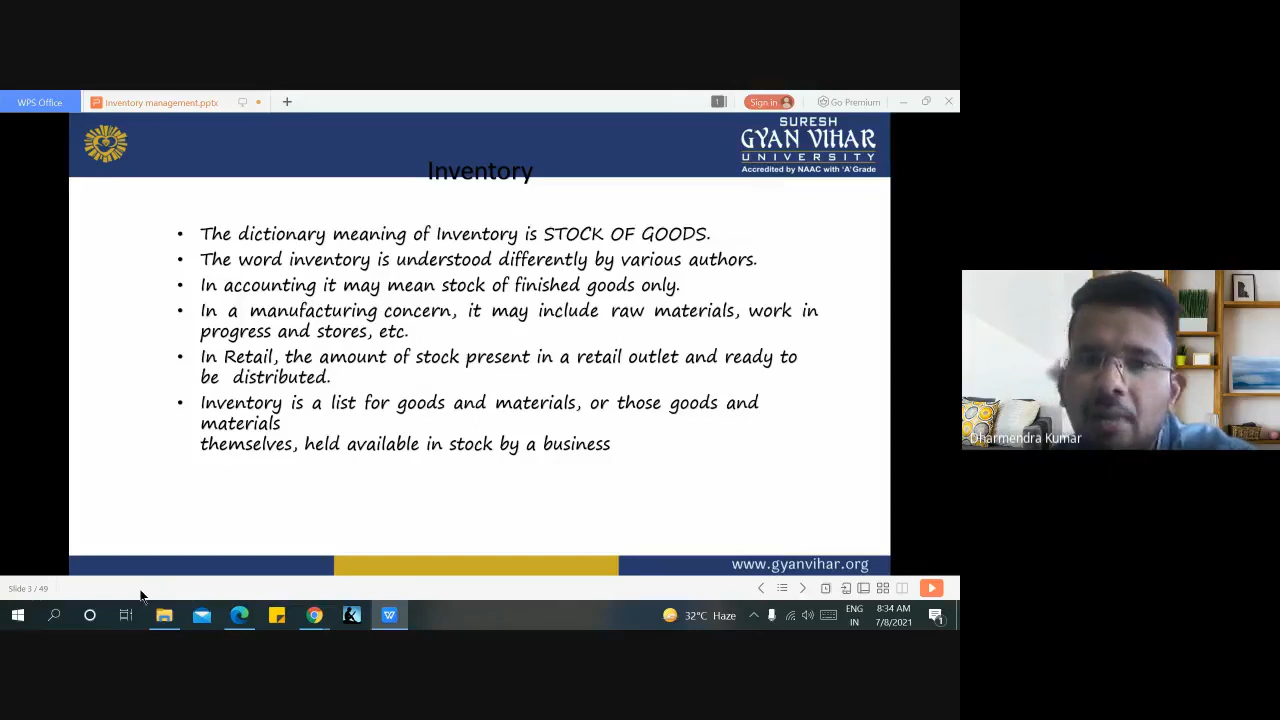 WPS Office
Inventory management.pptx
1
Sign in
Go Premium
SURESH
GYAN VIHAR
UNIVERSITY
Accredited by NAAC with 'A' Grade
Inventory
• The dictionary meaning of Inventory is STOCK OF GOODS.
• The word inventory is understood differently by various authors.
• In accounting it may mean stock of finished goods only.
• In a manufacturing concern, it may include raw materials, work in
progress and stores, etc.
• In Retail, the amount of stock present in a retail outlet and ready to
be distributed.
• Inventory is a list for goods and materials, or those goods and
materials
themselves, held available in stock by a business
Dharmendra Kumar
www.gyanvihar.org
Slide 3 / 49
32°C Haze
ENG
IN
8:34 AM
7/8/2021
1